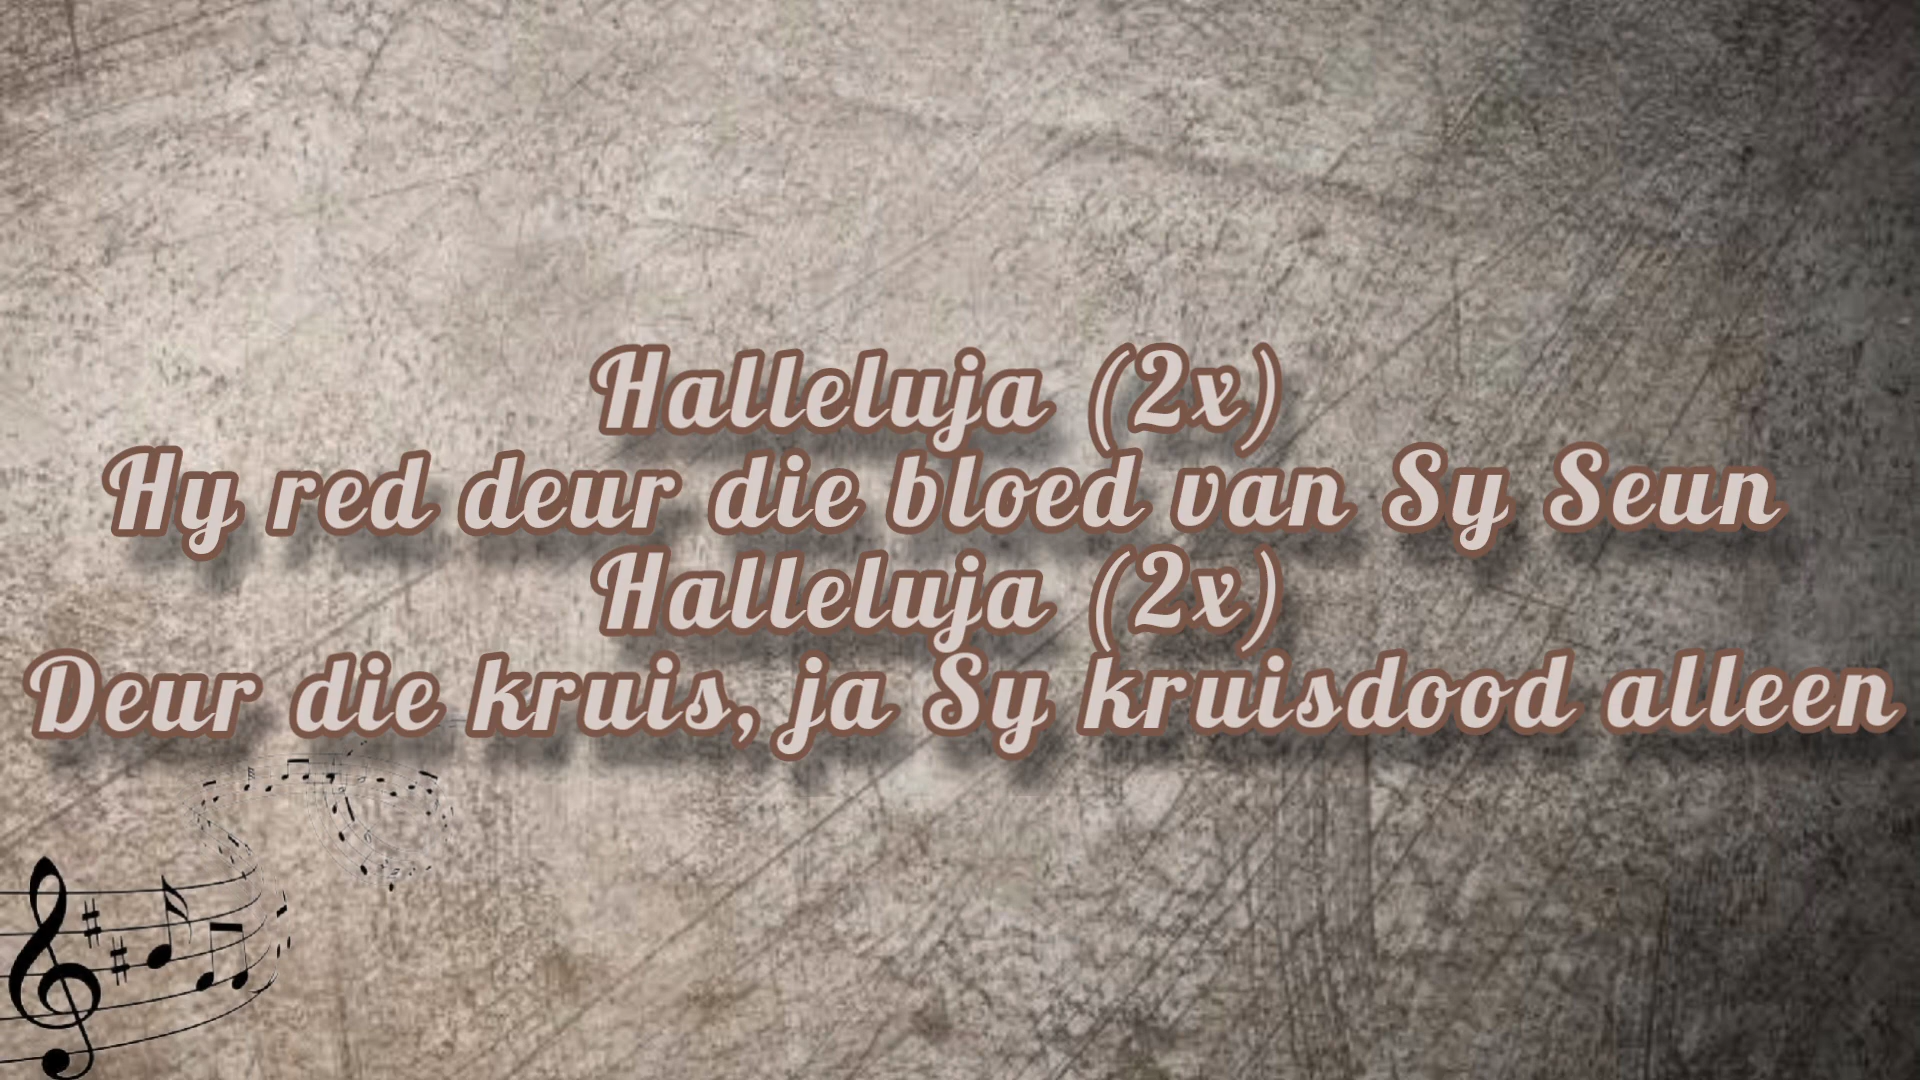 Halleluja (2x)
Hy red deur die bloed van Sy Seun
Halleluja (2x)
Deur die kruis, ja Sy kruisdood alleen